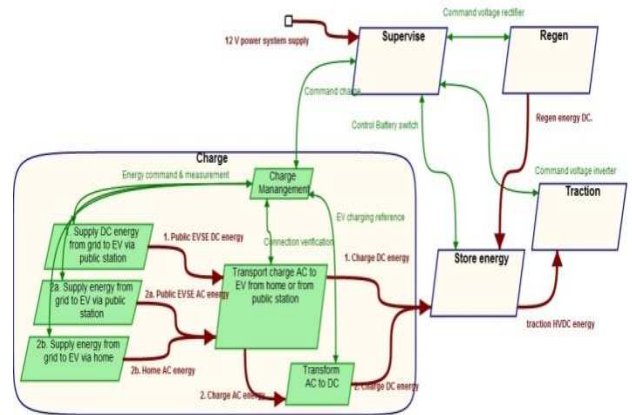 Command voltage rectifier
Supervise
Regen
12 V power system supply
Command charge
Control Battery switch
Regen energy DC.
Charge
Energy command & measurement
Charge
Mangenment
Command voltage inverter
Traction
EV charging reference
1. Supply DC energy
from grid to EV via
public station
1. Public EVSE DC energy
Connection verification
1. Charge DC energy
Transport charge AC to
EV from home or from
public station
Store energy
2a. Supply energy from
grid to EV via public
station
2a. Public EVSE AC energy
traction HVDC energy
2b. Supply energy from
grid to EV via home
2b. Home AC energy
Transform
AC to DC
2. Charge AC energy
2. Charge DC energy